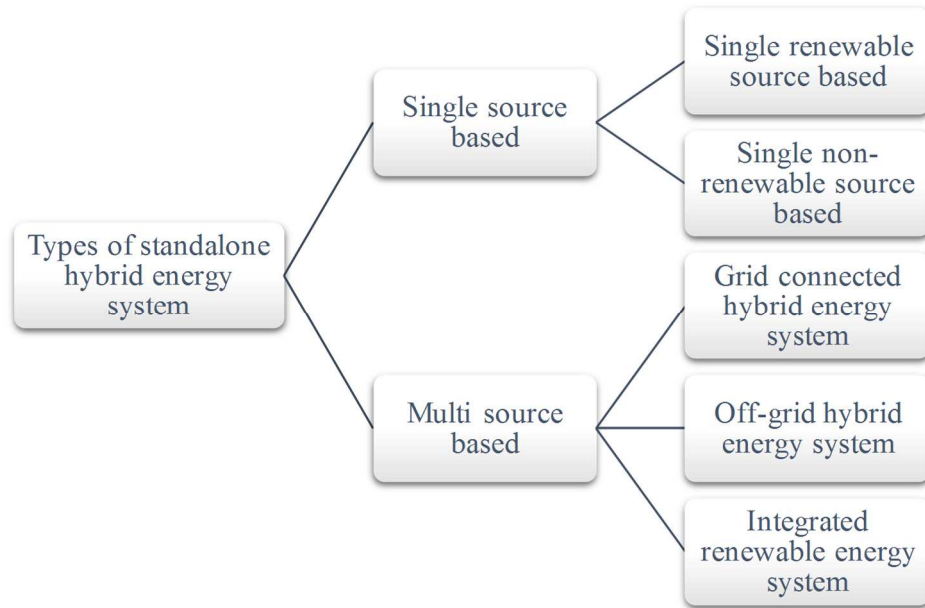 Types of standalone
hybrid energy
system
Single source
based
Multi source
based
Single renewable
source based
Single non-
renewable source
based
Grid connected
hybrid energy
system
Off-grid hybrid
energy system
Integrated
renewable energy
system